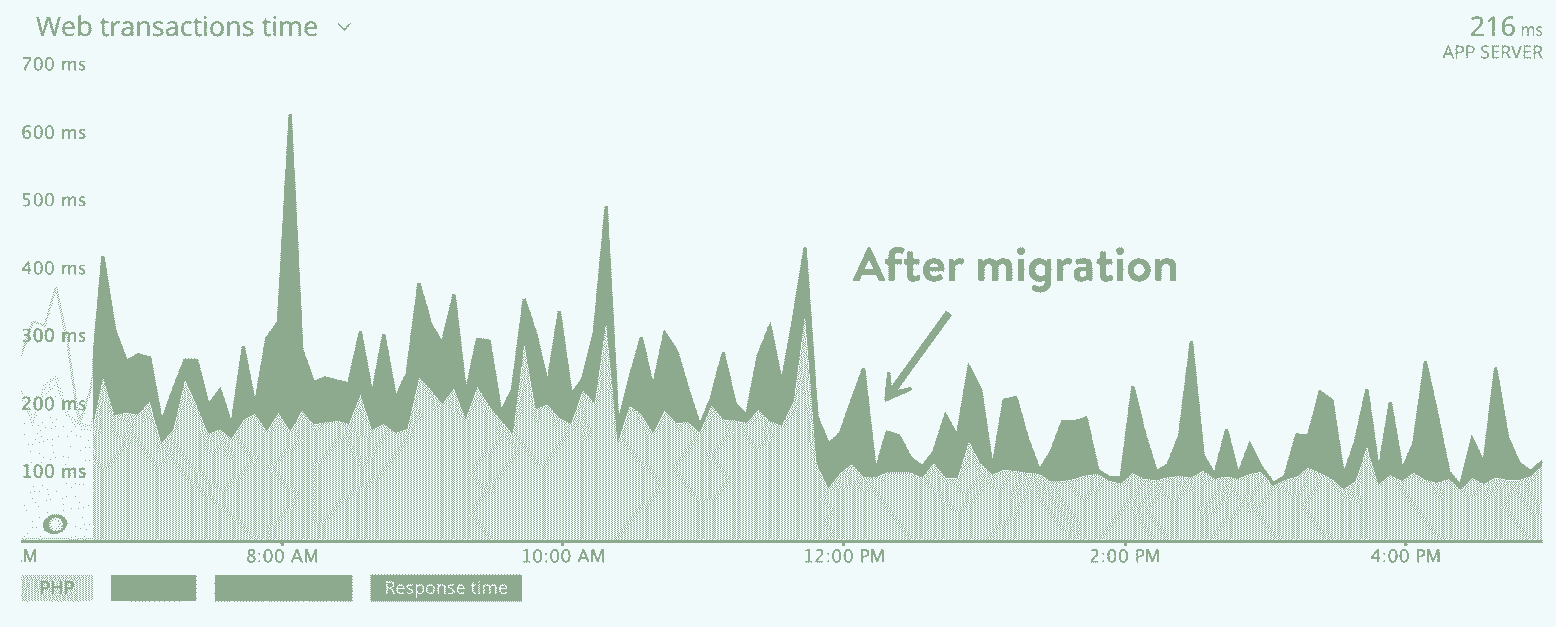 Web transactions time
216 ms
APP SERVER
700 ms
600 ms
500 ms
400 ms
After migration
300 ms
200 ms
100 ms
M
8:00 AM
10:00 AM
12:00 PM
2:00 PM
4:00 PM
PHP
Response time